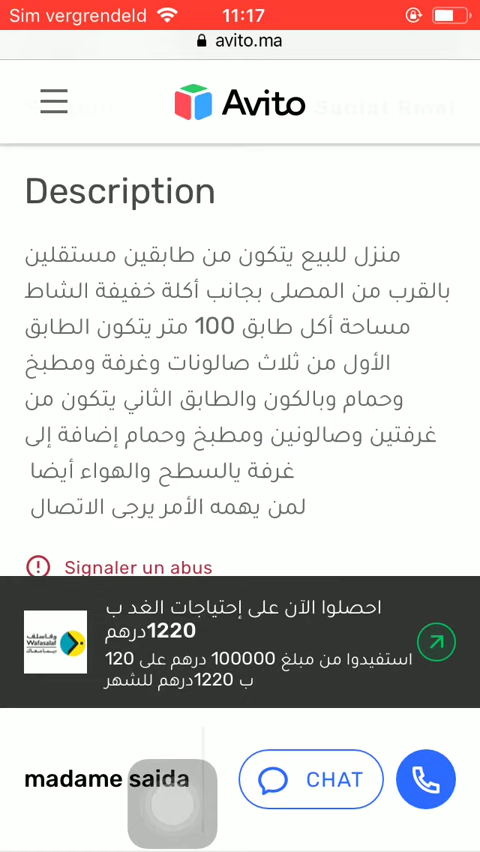 Sim vergrendeld
11:17
avito.ma
Avito
Description
منزل للبيع يتكون من طابقين مستقلين
بالقرب من المصلى بجانب أكلة خفيفة الشاط
مساحة أكل طابق 100 متر يتكون الطابق
الأول من ثلاث صالونات وغرفة ومطبخ
وحمام وبالكون والطابق الثاني يتكون من
غرفتين وصالونين ومطبخ وحمام إضافة إلى
غرفة يالسطح والهواء أيضا
لمن يهمه الأمر يرجى الاتصال
Signaler un abus
احصلوا الآن على إحتياجات الغد ب
1220درهم
استفيدوا من مبلغ 100000 درهم على 120
ب 1220درهم للشهر
وفاسلف
Wafasalaf
madame saida
CHAT